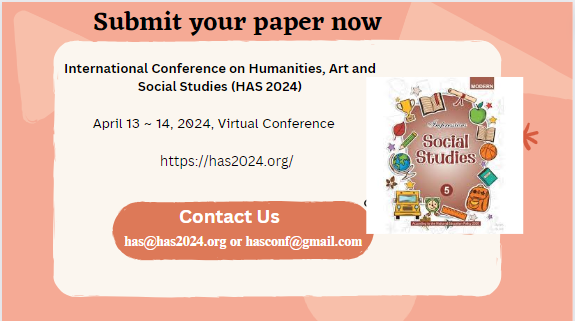 Submit your paper now
International Conference on Humanities, Art and
Social Studies (HAS 2024)
April 13 ~ 14, 2024, Virtual Conference
https://has2024.org/
Contact Us
has@has2024.org or hasconf@gmail.com
MODERN
Social
Studies
5